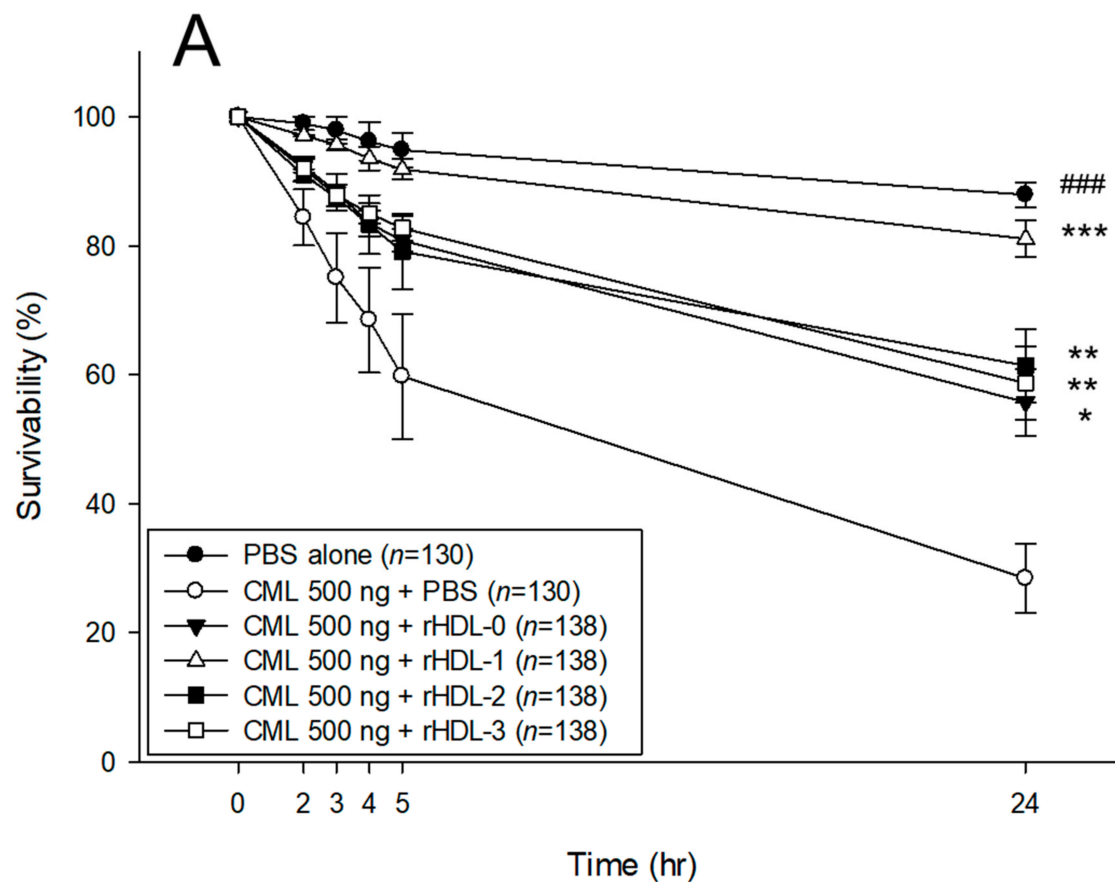 A
Survivability (%)
100
80
60
40
20
0
###
***
**
**
*
PBS alone (n=130)
CML 500 ng + PBS (n=130)
CML 500 ng + rHDL-0 (n=138)
CML 500 ng + rHDL-1 (n=138)
CML 500 ng + rHDL-2 (n=138)
CML 500 ng + rHDL-3 (n=138)
0 2 3 4 5 24
Time (hr)